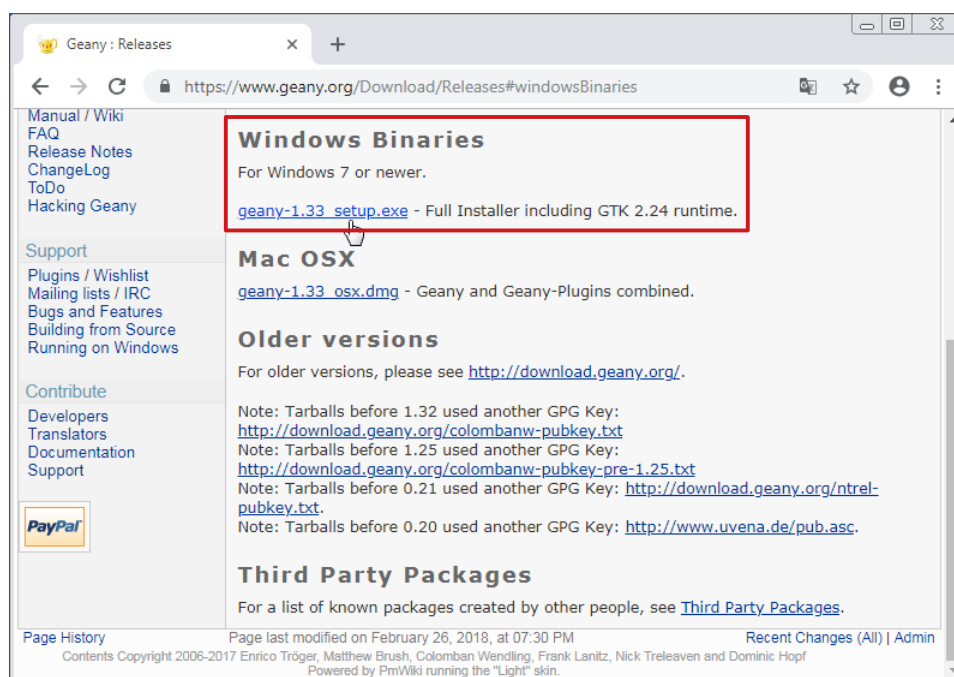 Geany : Releases
https://www.geany.org/Download/Releases#windowsBinaries
Manual / Wiki
FAQ
Release Notes
ChangeLog
ToDo
Hacking Geany
Support
Plugins / Wishlist
Mailing lists / IRC
Bugs and Features
Building from Source
Running on Windows
Contribute
Developers
Translators
Documentation
Support
PayPal
Windows Binaries
For Windows 7 or newer.
geany-1.33_setup.exe - Full Installer including GTK 2.24 runtime.
Mac OSX
geany-1.33_osx.dmg - Geany and Geany-Plugins combined.
Older versions
For older versions, please see http://download.geany.org/.
Note: Tarballs before 1.32 used another GPG Key:
http://download.geany.org/colombanw-pubkey.txt
Note: Tarballs before 1.25 used another GPG Key:
http://download.geany.org/colombanw-pubkey-pre-1.25.txt
Note: Tarballs before 0.21 used another GPG Key: http://download.geany.org/ntrel-
pubkey.txt.
Note: Tarballs before 0.20 used another GPG Key: http://www.uvena.de/pub.asc.
Third Party Packages
For a list of known packages created by other people, see Third Party Packages.
Page History
Page last modified on February 26, 2018, at 07:30 PM
Recent Changes (All) | Admin
Contents Copyright 2006-2017 Enrico Tröger, Matthew Brush, Colomban Wendling, Frank Lanitz, Nick Treleaven and Dominic Hopf
Powered by PmWiki running the "Light" skin.